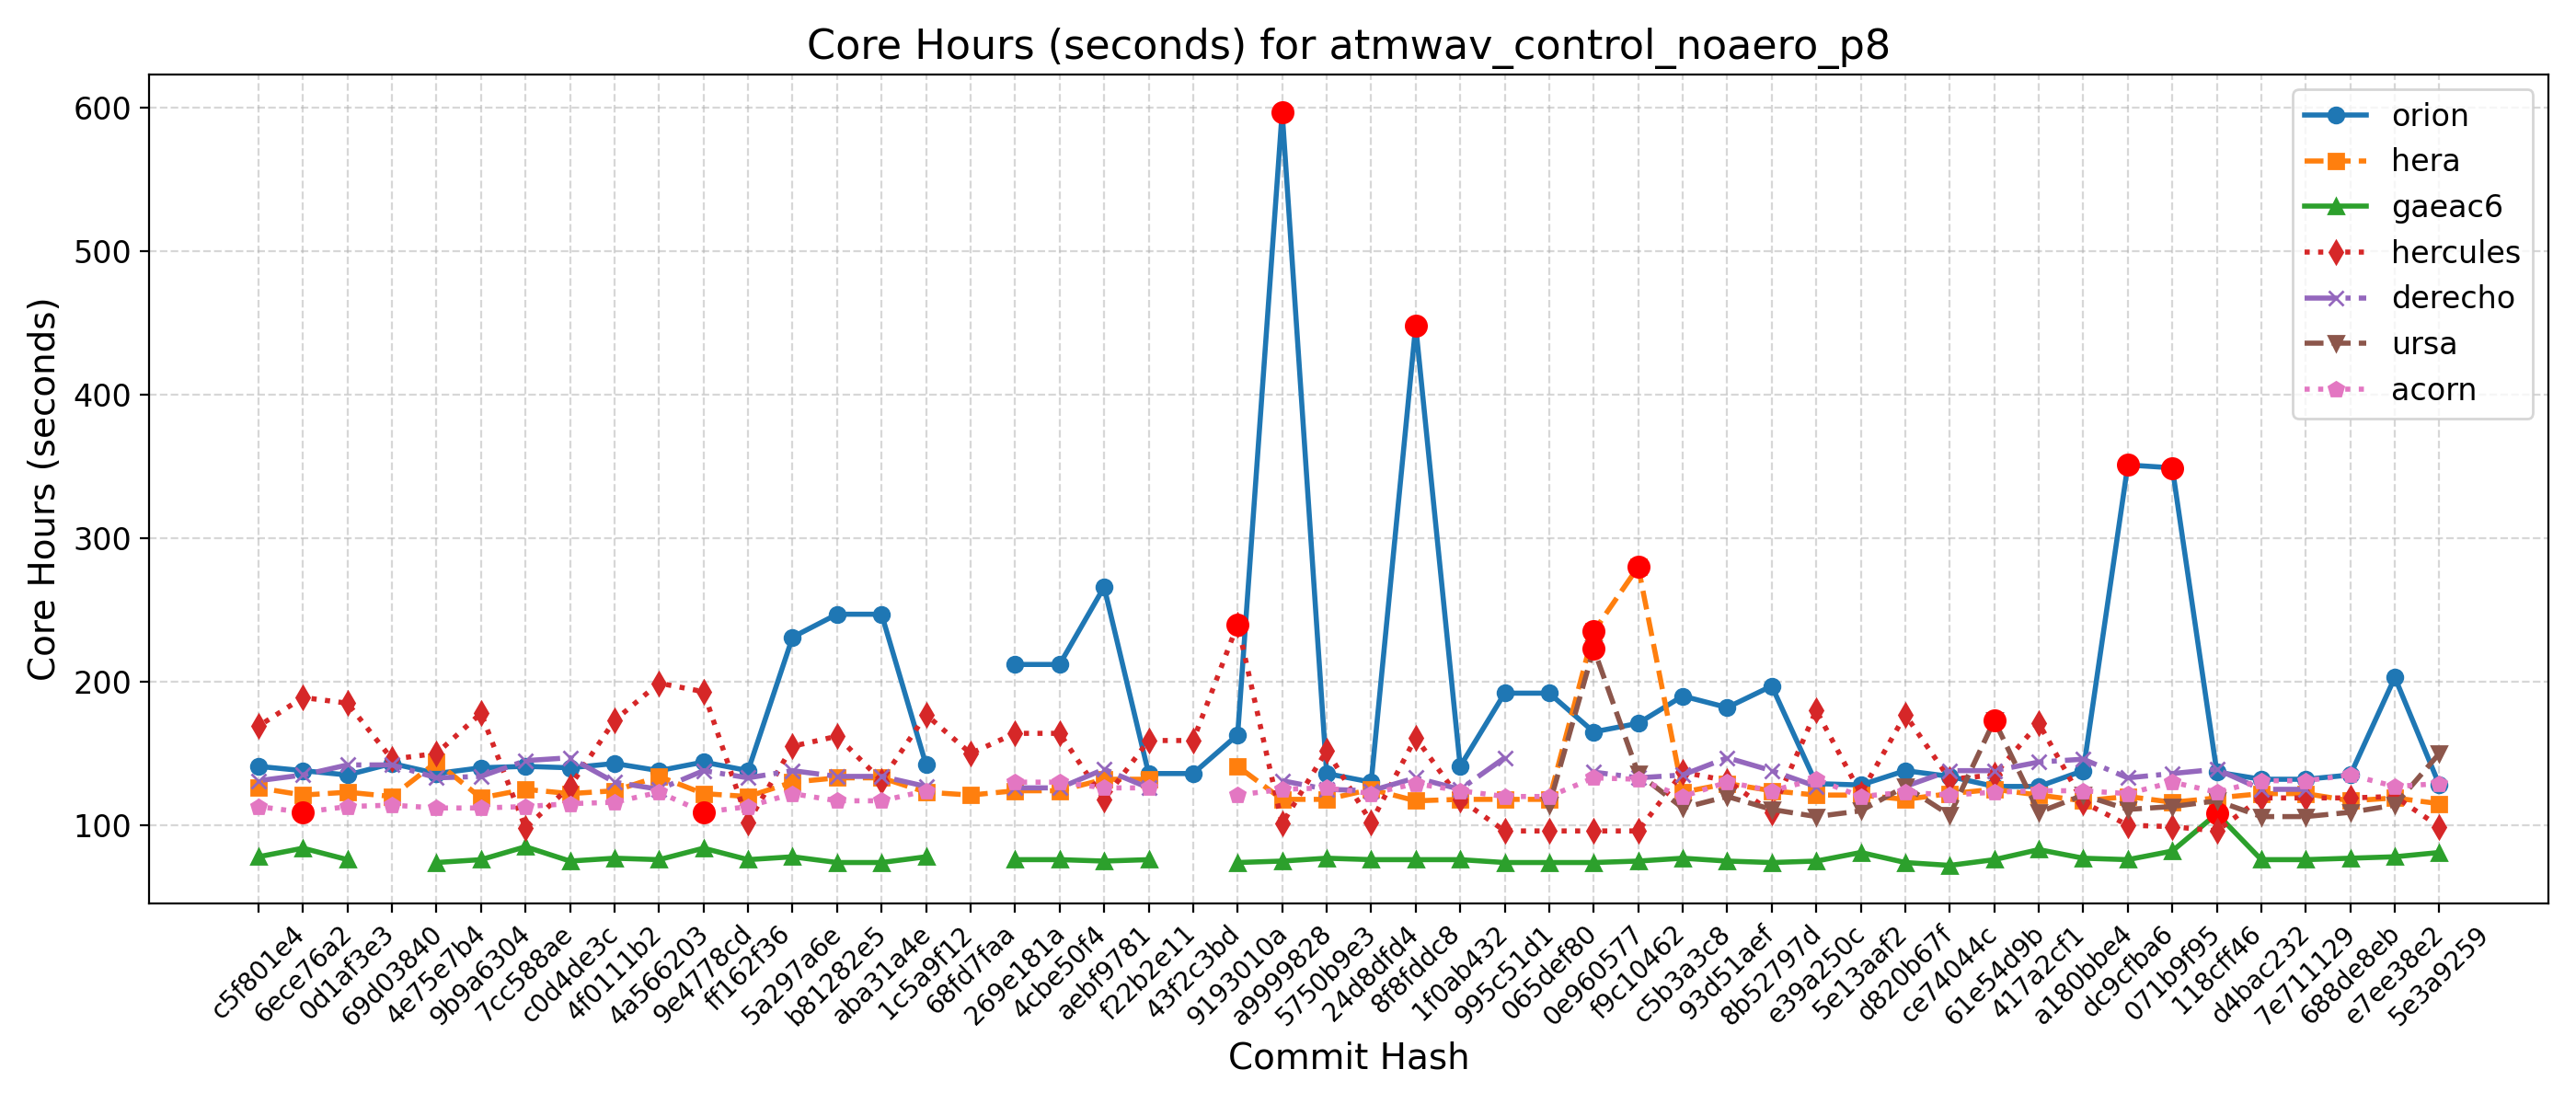 Core Hours (seconds) for atmwav_control_noaero_p8
Core Hours (seconds)
600
500
400
300
200
100
orion
hera
gaeac6
hercules
derecho
ursa
acorn
c5f801e4
6ece76a2
0d1af3e3
69d03840
4e75e7b4
9b9a6304
7cc588ae
c0d4de3c
4f0111b2
4a566203
9e4778cd
ff162f36
5a297a6e
b81282e5
aba31a4e
1c5a9f12
68fd7faa
269e181a
4cbe50f4
aebf9781
f22b2e11
43f2c3bd
9193010a
a9999828
5750b9e3
24d8dfd4
8f8fddc8
1f0ab432
995c51d1
065def80
0e960577
f9c10462
c5b3a3c8
93d51aef
8b52797d
e39a250c
5e13aaf2
d820b67f
ce74044c
61e54d9b
417a2cf1
a180bbe4
dc9cfba6
071b9f95
118cff46
d4bac232
7e711129
688de8eb
e7ee38e2
5e3a9259
Commit Hash